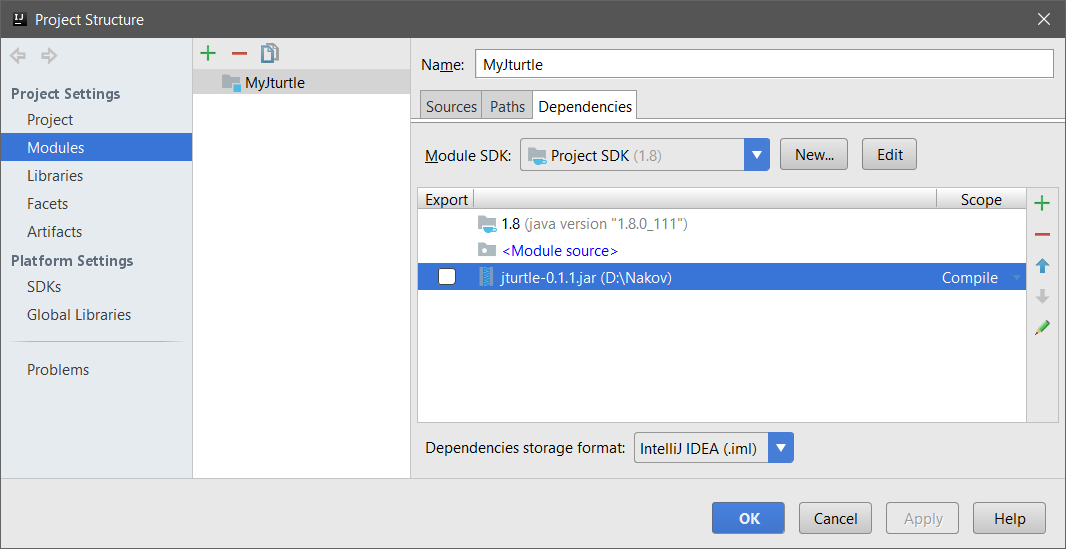 IJ Project Structure
Project Settings
Project
Modules
Libraries
Facets
Artifacts
Platform Settings
SDKs
Global Libraries
Problems
MyJturtle
Name: MyJturtle
Sources Paths Dependencies
Module SDK: Project SDK (1.8) New... Edit
Export Scope
1.8 (java version "1.8.0_111")
<Module source>
jturtle-0.1.1.jar (D:\Nakov) Compile
Dependencies storage format: IntelliJ IDEA (.iml)
OK Cancel Apply Help